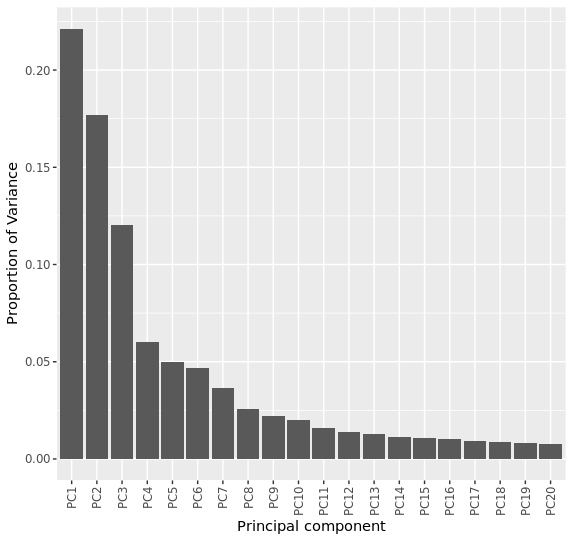 Proportion of Variance
0.20
0.15
0.10
0.05
0.00
PC1 PC2 PC3 PC4 PC5 PC6 PC7 PC8 PC9 PC10 PC11 PC12 PC13 PC14 PC15 PC16 PC17 PC18 PC19 PC20
Principal component